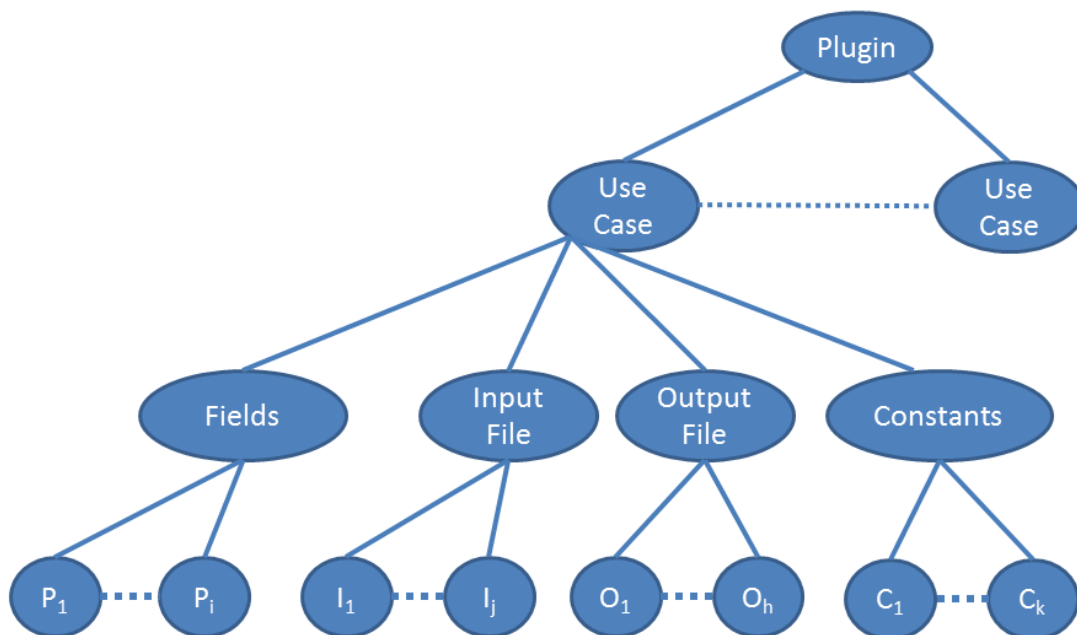 Plugin
Use
Case
Use
Case
Fields
Input
File
Output
File
Constants
P₁
Pᵢ
I₁
Iⱼ
O₁
Oₕ
C₁
Cₖ